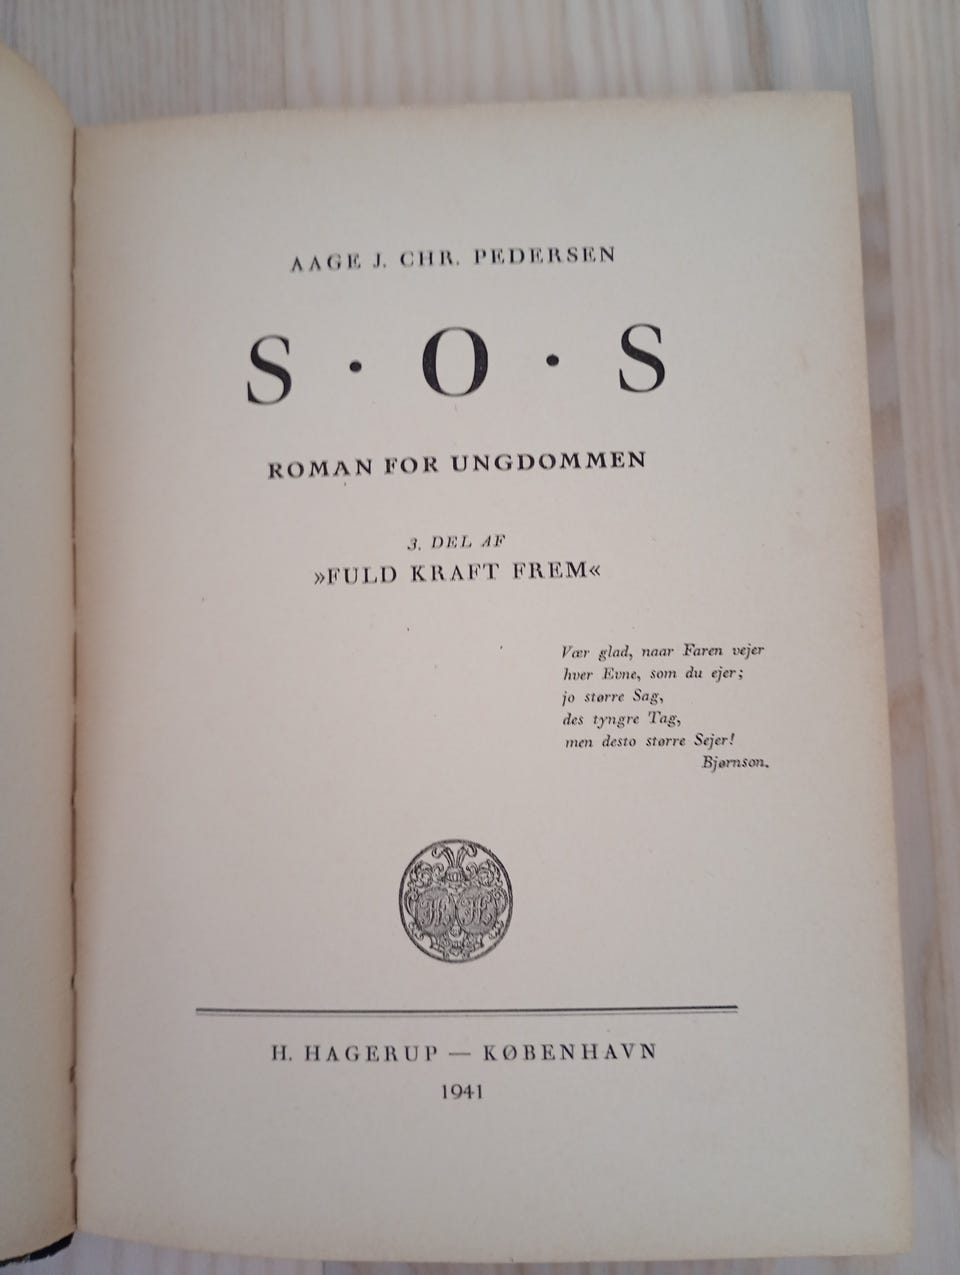 AAGE J. CHR. PEDERSEN
S · O · S
ROMAN FOR UNGDOMMEN
3. DEL AF
»FULD KRAFT FREM«
Vær glad, naar Faren vejer
hver Evne, som du ejer;
jo større Sag,
des tyngre Tag,
men desto større Sejer!
Bjørnson.
H H
H. HAGERUP — KØBENHAVN
1941